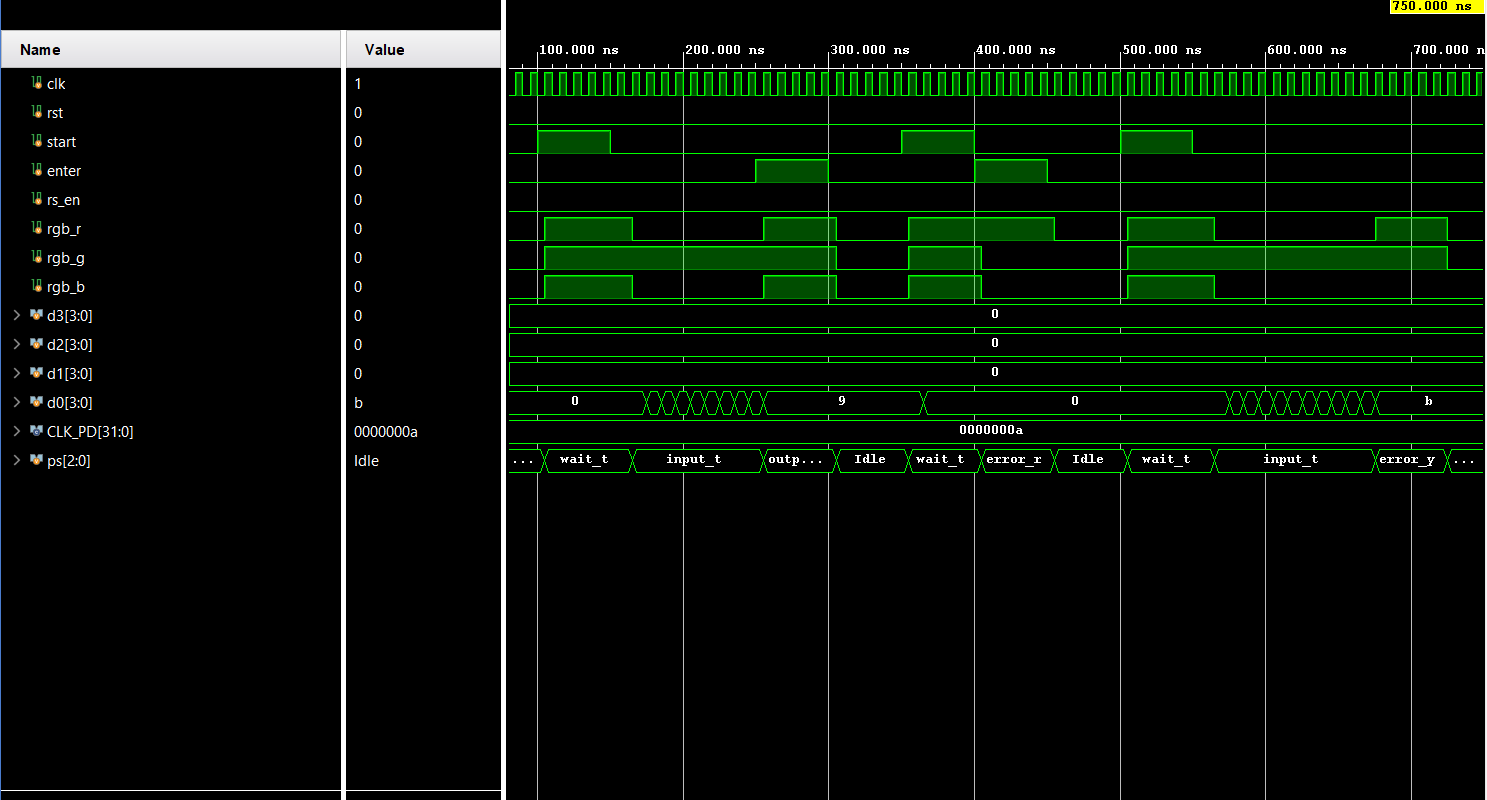 750.000 ns
Name Value
100.000 ns 200.000 ns 300.000 ns 400.000 ns 500.000 ns 600.000 ns 700.000 n
clk 1
rst 0
start 0
enter 0
rs_en 0
rgb_r 0
rgb_g 0
rgb_b 0
d3[3:0] 0 0
d2[3:0] 0 0
d1[3:0] 0 0
d0[3:0] b 0 9 0 b
CLK_PD[31:0] 0000000a 0000000a
ps[2:0] Idle ... wait_t input_t outp... Idle wait_t error_r Idle wait_t input_t error_y ...